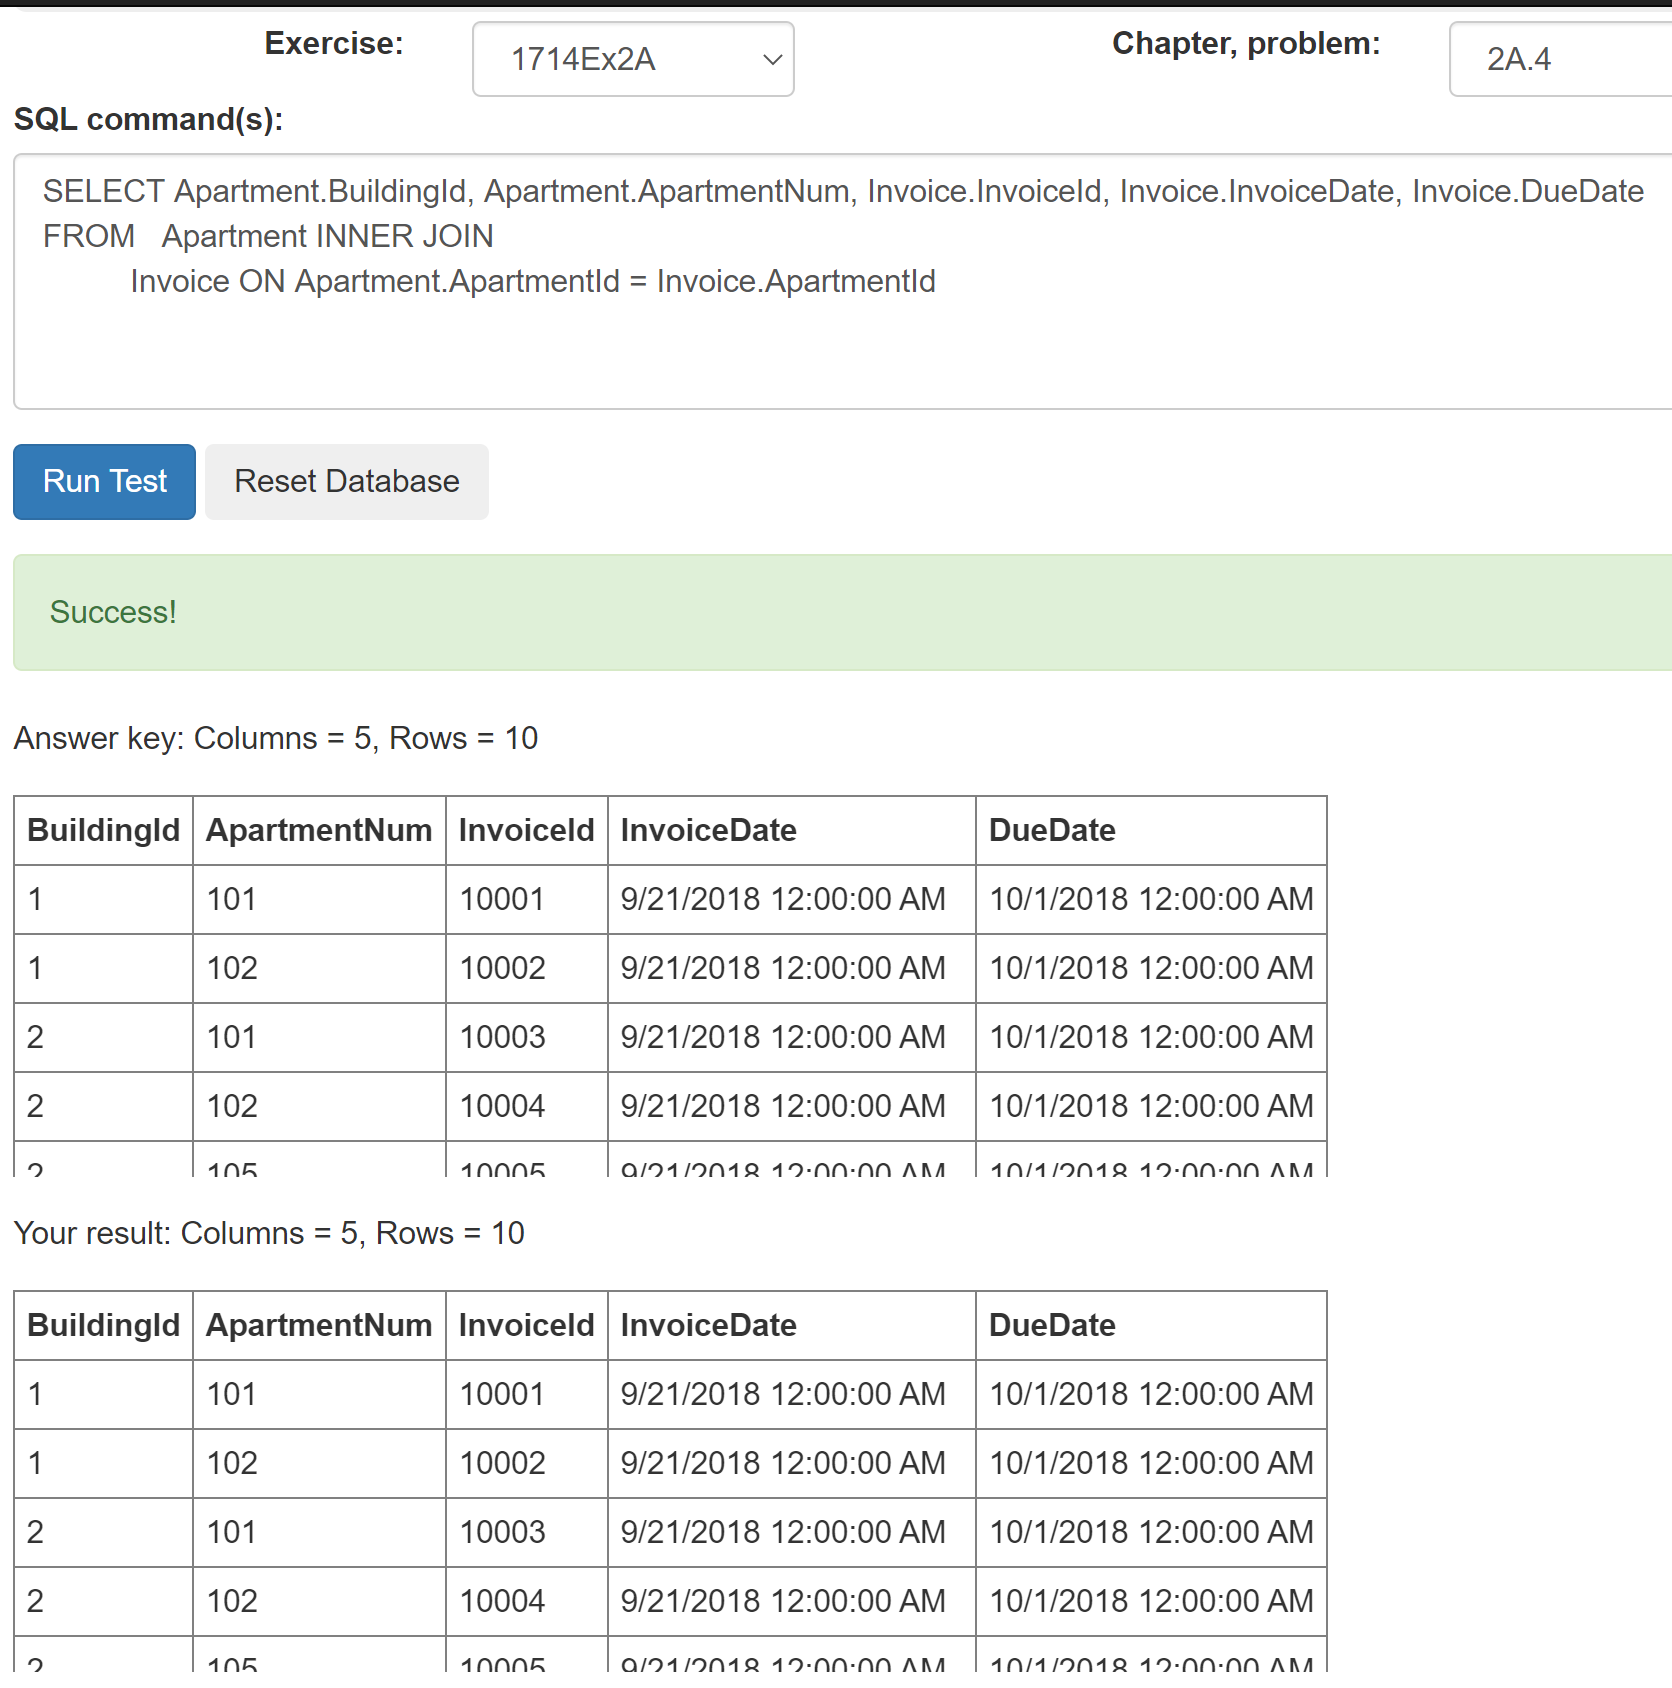 Exercise: 1714Ex2A Chapter, problem: 2A.4
SQL command(s):
SELECT Apartment.BuildingId, Apartment.ApartmentNum, Invoice.InvoiceId, Invoice.InvoiceDate, Invoice.DueDate
FROM Apartment INNER JOIN
Invoice ON Apartment.ApartmentId = Invoice.ApartmentId
Run Test Reset Database
Success!
Answer key: Columns = 5, Rows = 10
BuildingId ApartmentNum InvoiceId InvoiceDate DueDate
1 101 10001 9/21/2018 12:00:00 AM 10/1/2018 12:00:00 AM
1 102 10002 9/21/2018 12:00:00 AM 10/1/2018 12:00:00 AM
2 101 10003 9/21/2018 12:00:00 AM 10/1/2018 12:00:00 AM
2 102 10004 9/21/2018 12:00:00 AM 10/1/2018 12:00:00 AM
2 105 10005 9/21/2018 12:00:00 AM 10/1/2018 12:00:00 AM
Your result: Columns = 5, Rows = 10
BuildingId ApartmentNum InvoiceId InvoiceDate DueDate
1 101 10001 9/21/2018 12:00:00 AM 10/1/2018 12:00:00 AM
1 102 10002 9/21/2018 12:00:00 AM 10/1/2018 12:00:00 AM
2 101 10003 9/21/2018 12:00:00 AM 10/1/2018 12:00:00 AM
2 102 10004 9/21/2018 12:00:00 AM 10/1/2018 12:00:00 AM
2 105 10005 9/21/2018 12:00:00 AM 10/1/2018 12:00:00 AM